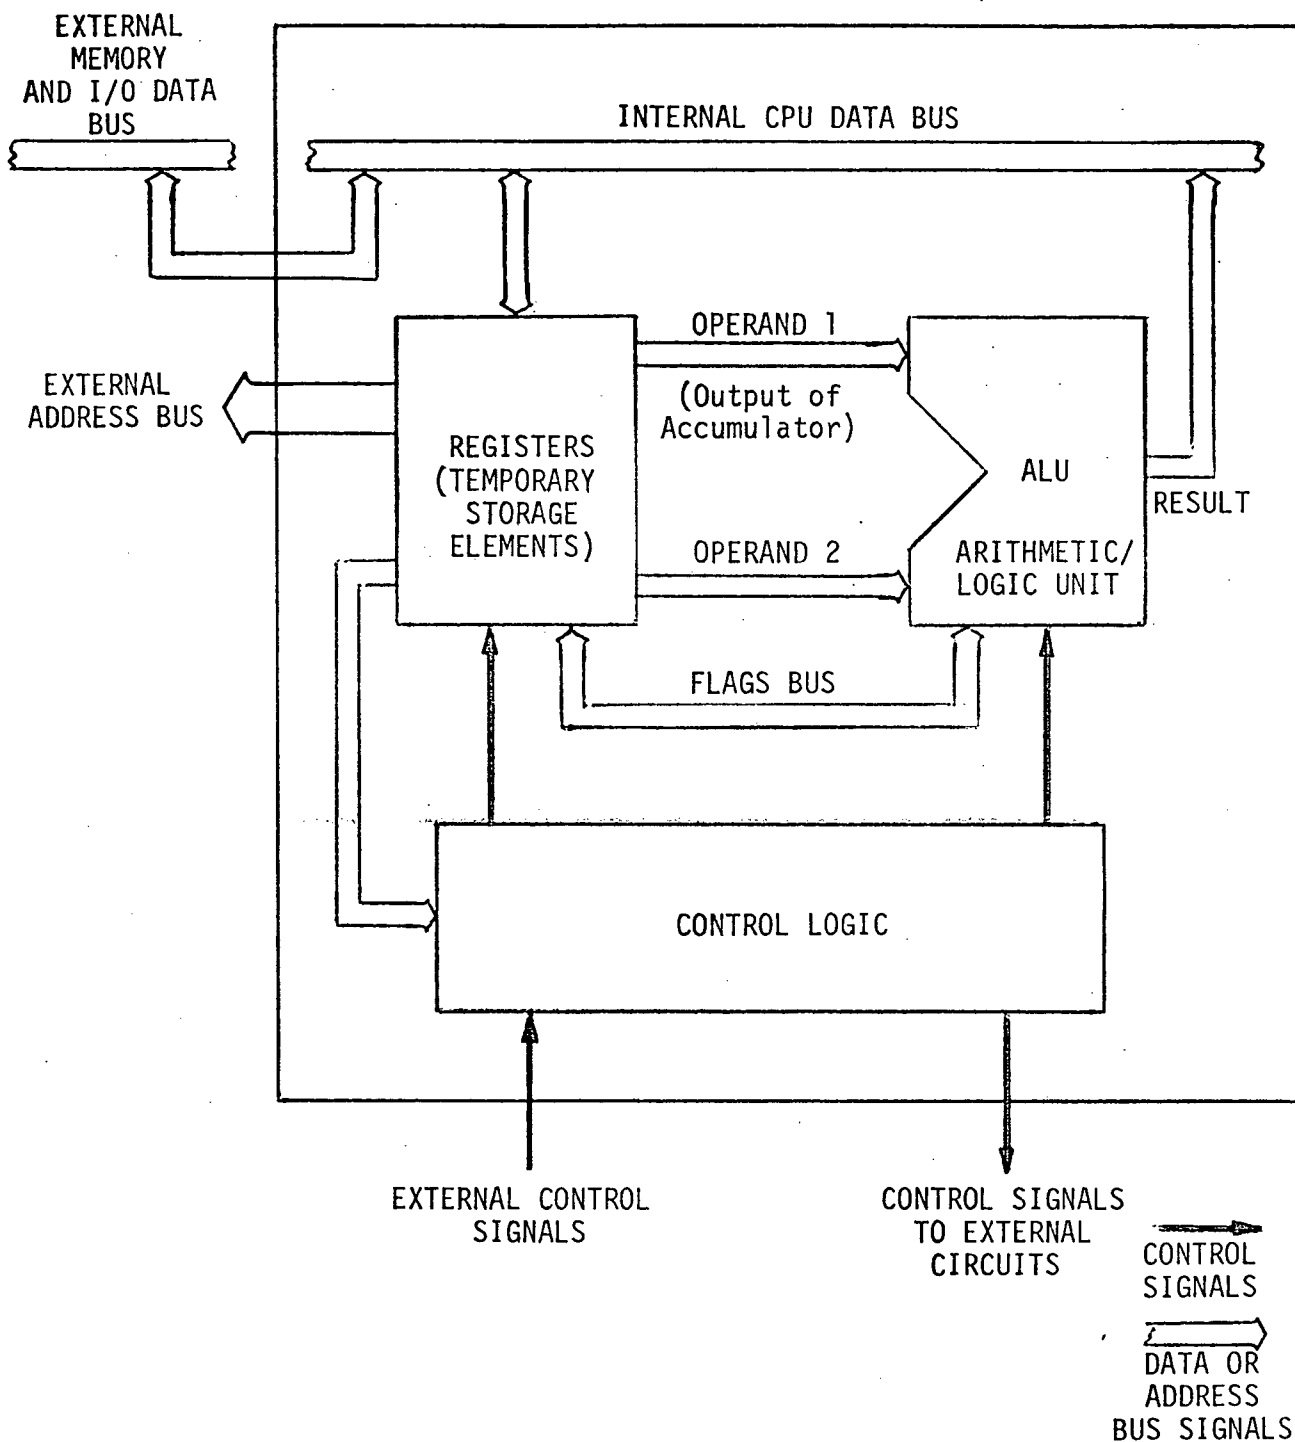 EXTERNAL
MEMORY
AND I/O DATA
BUS
INTERNAL CPU DATA BUS
OPERAND 1
(Output of
Accumulator)
EXTERNAL
ADDRESS BUS
REGISTERS
(TEMPORARY
STORAGE
ELEMENTS)
ALU
RESULT
OPERAND 2
ARITHMETIC/
LOGIC UNIT
FLAGS BUS
CONTROL LOGIC
EXTERNAL CONTROL
SIGNALS
CONTROL SIGNALS
TO EXTERNAL
CIRCUITS
CONTROL
SIGNALS
DATA OR
ADDRESS
BUS SIGNALS